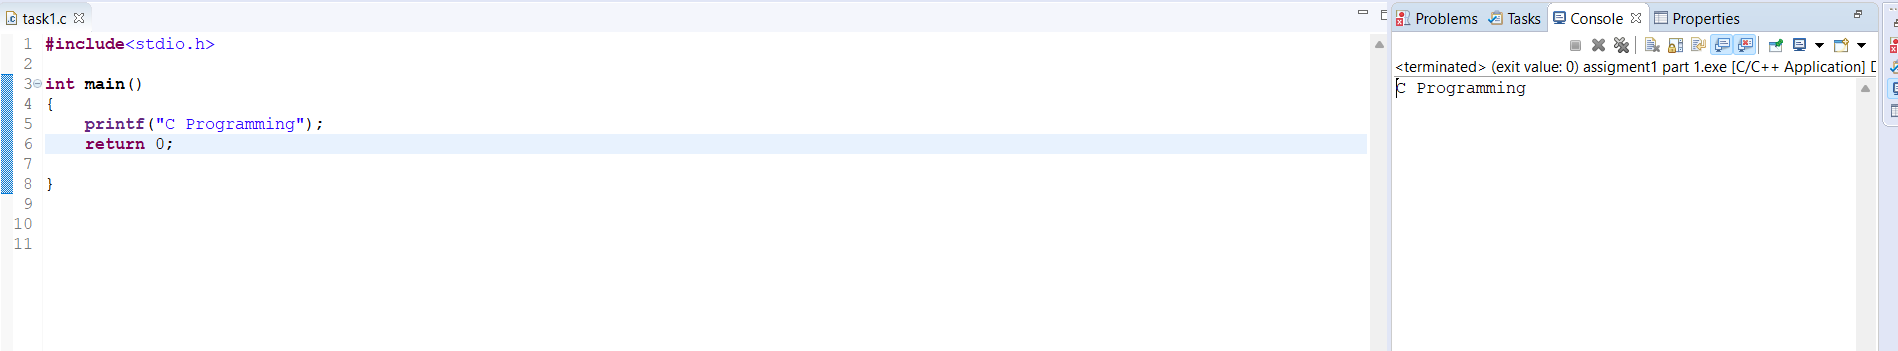 task1.c
1 #include<stdio.h>
2
3 int main()
4 {
5     printf("C Programming");
6     return 0;
7
8 }
9
10
11
Problems Tasks Console Properties
<terminated> (exit value: 0) assigment1 part 1.exe [C/C++ Application]
C Programming